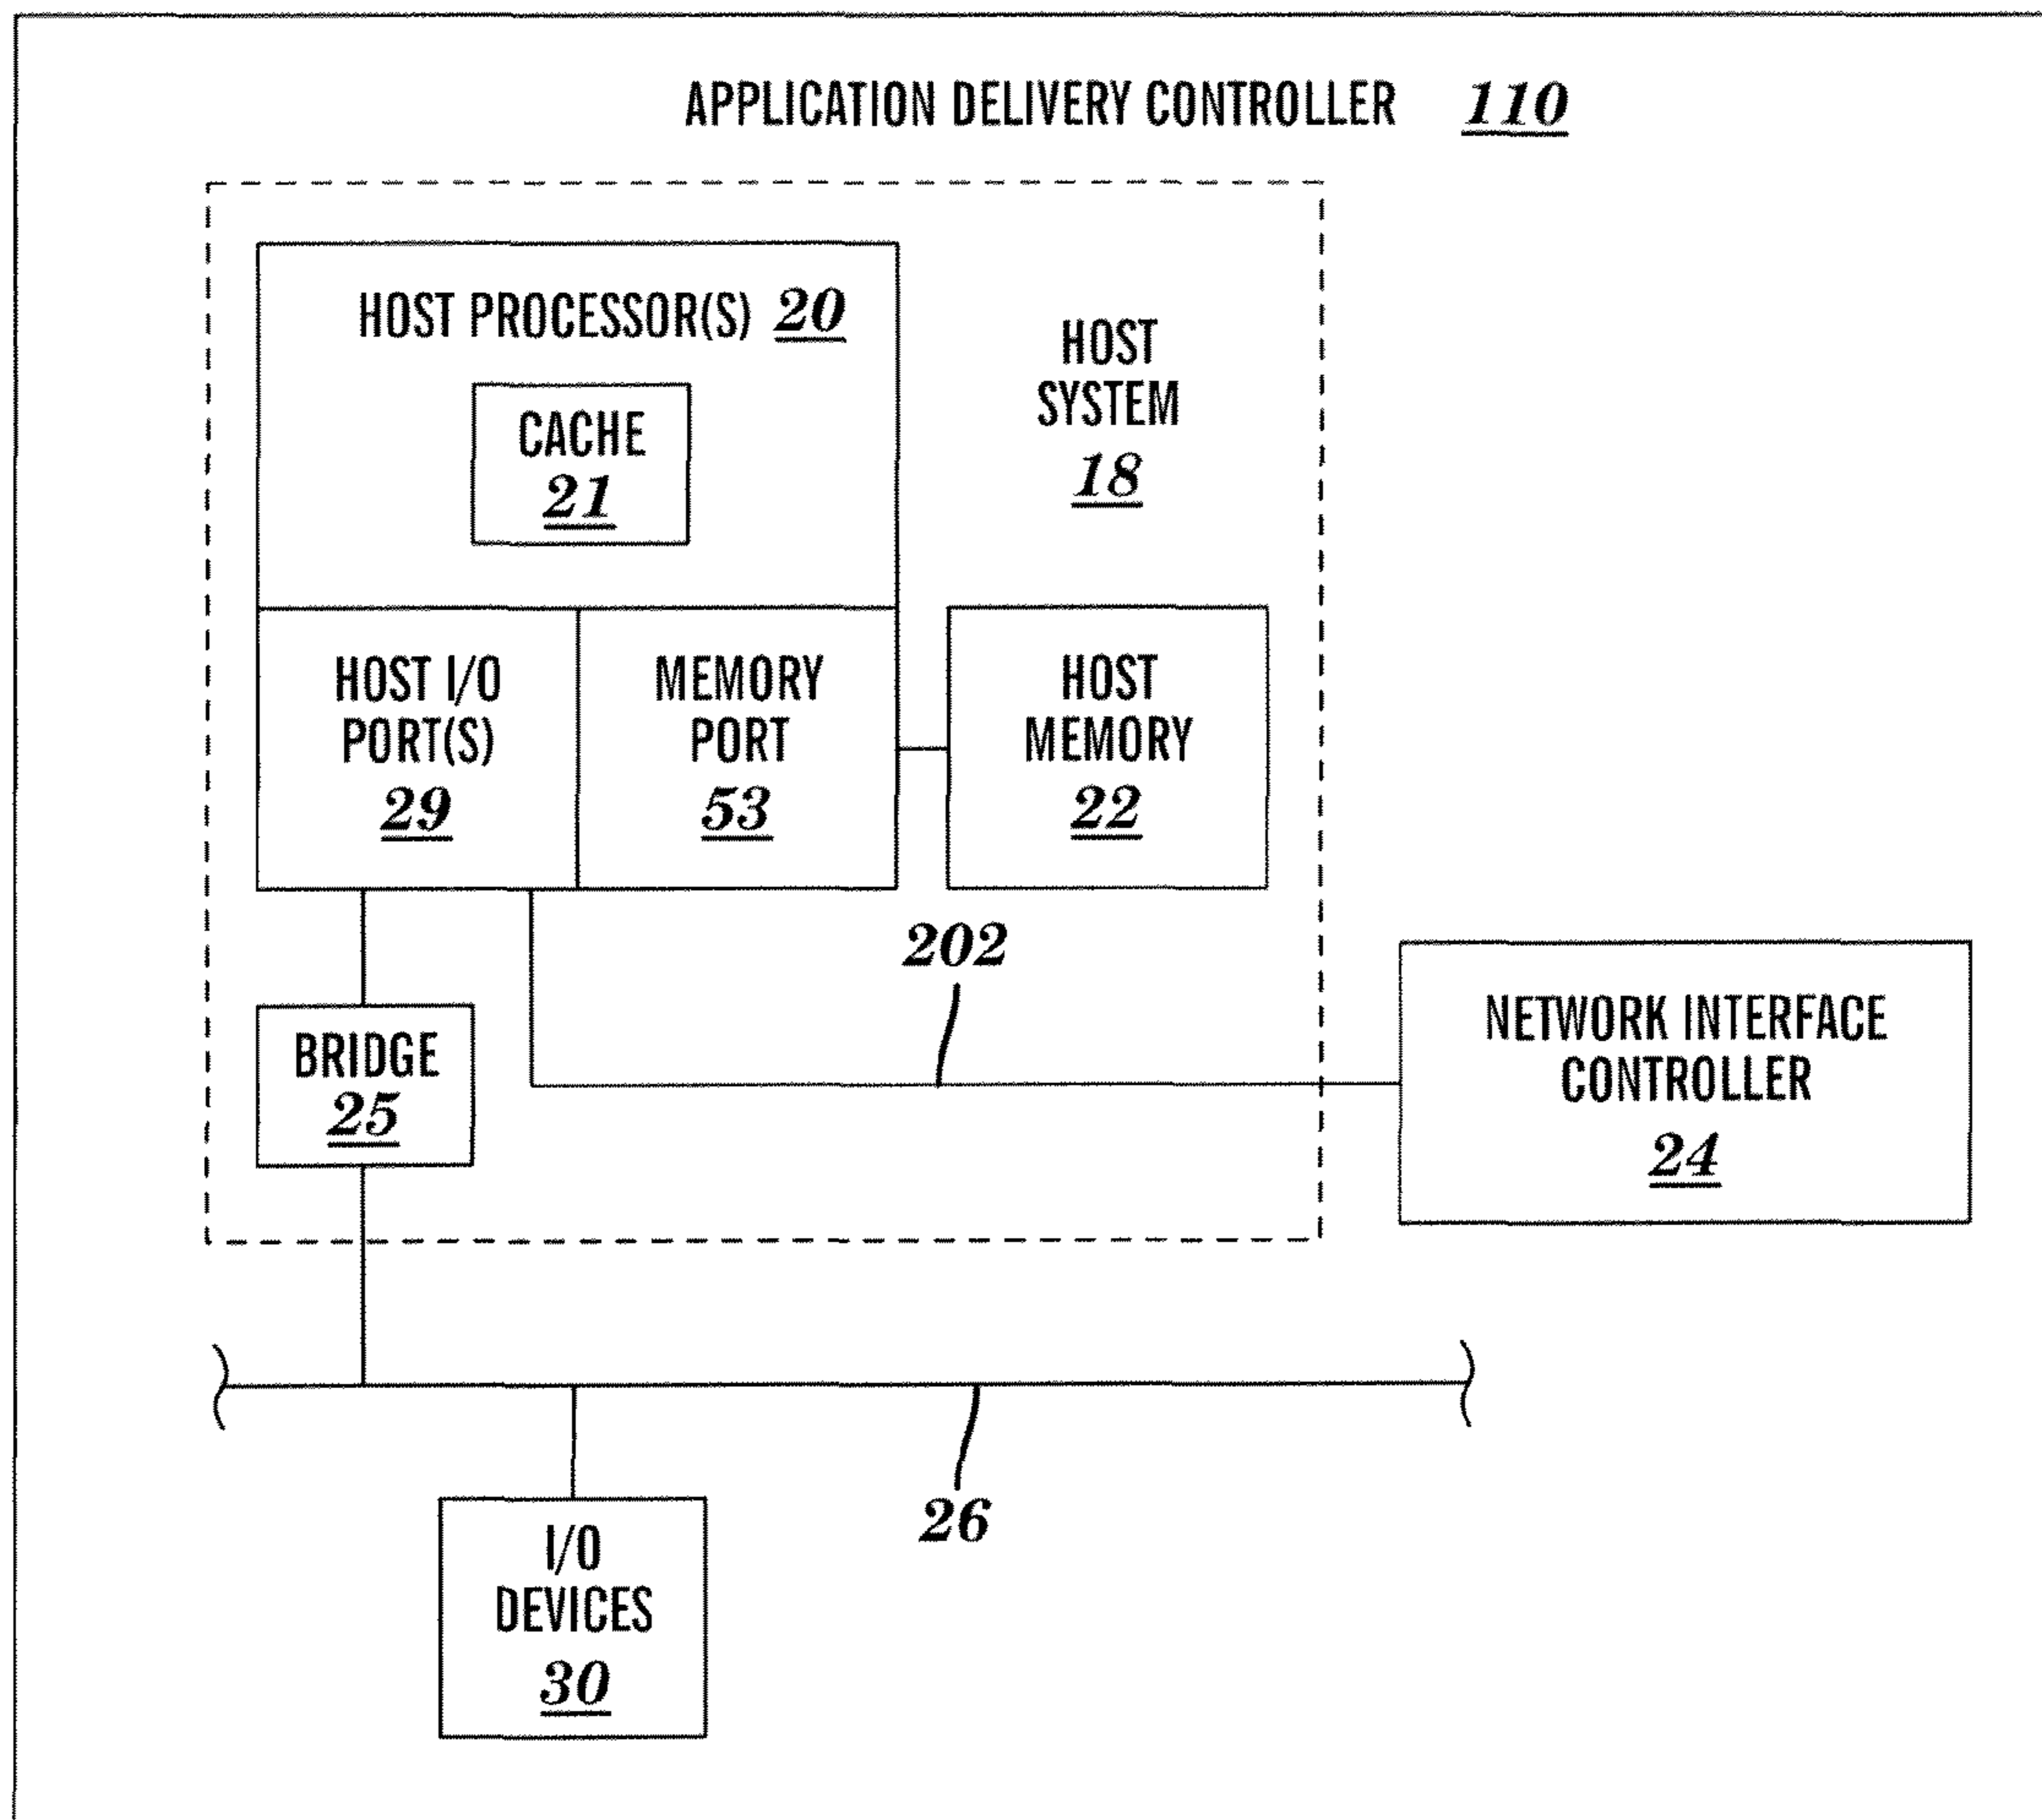 APPLICATION DELIVERY CONTROLLER 110
HOST PROCESSOR(S) 20
CACHE
21
HOST
SYSTEM
18
HOST I/O
PORT(S)
29
MEMORY
PORT
53
HOST
MEMORY
22
202
BRIDGE
25
NETWORK INTERFACE
CONTROLLER
24
26
I/O
DEVICES
30